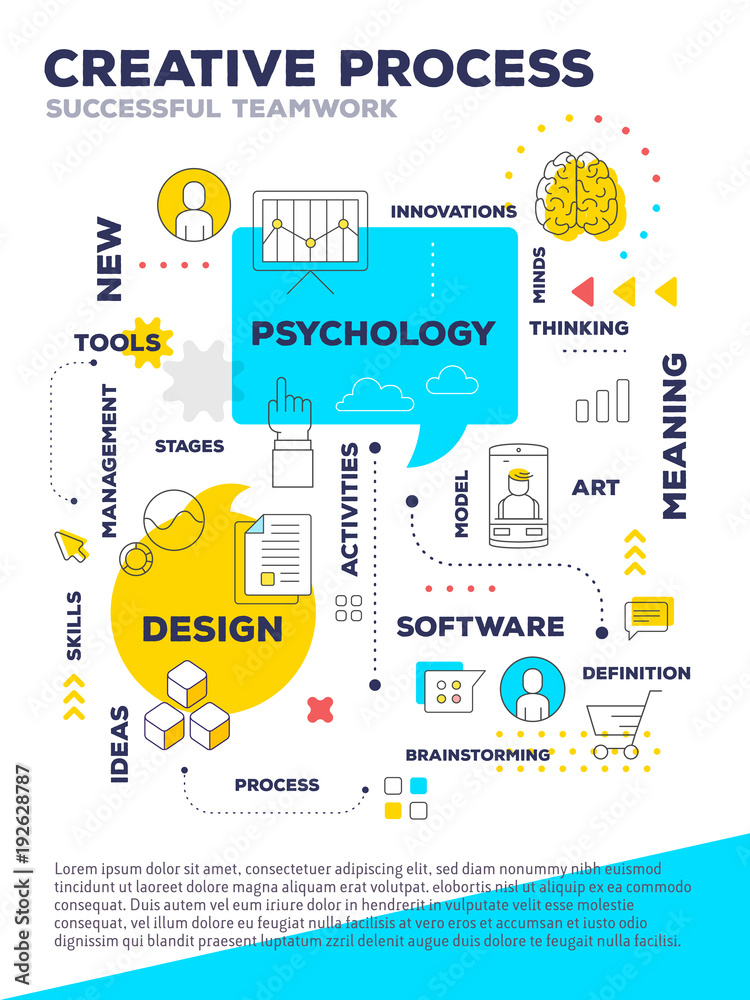 CREATIVE PROCESS
SUCCESSFUL TEAMWORK
INNOVATIONS
NEW
MINDS
PSYCHOLOGY
THINKING
TOOLS
MEANING
MANAGEMENT
STAGES
ACTIVITIES
MODEL
ART
SKILLS
DESIGN
SOFTWARE
DEFINITION
IDEAS
BRAINSTORMING
PROCESS
Lorem ipsum dolor sit amet, consectetuer adipiscing elit, sed diam nonummy nibh euismod
tincidunt ut laoreet dolore magna aliquam erat volutpat. elobortis nisl ut aliquip ex ea commodo
consequat. Duis autem vel eum iriure dolor in hendrerit in vulputate velit esse molestie
consequat, vel illum dolore eu feugiat nulla facilisis at vero eros et accumsan et iusto odio
dignissim qui blandit praesent luptatum zzril delenit augue duis dolore te feugait nulla facilisi.
Adobe Stock | #192628787
Adobe Stock